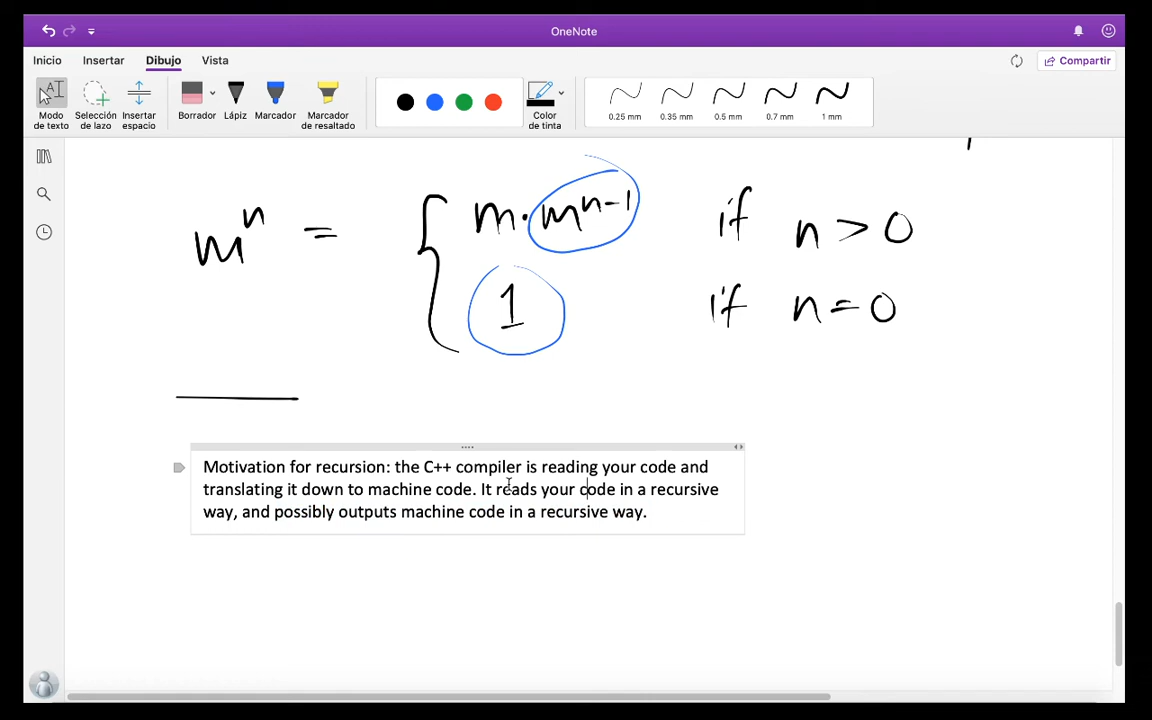 OneNote
Inicio Insertar Dibujo Vista
Compartir
Modo de texto
Selección de lazo
Insertar espacio
Borrador
Lápiz
Marcador
Marcador de resaltado
Color de tinta
0.25 mm 0.35 mm 0.5 mm 0.7 mm 1 mm
m^n = { m · m^{n-1} if n > 0
1 if n = 0
Motivation for recursion: the C++ compiler is reading your code and
translating it down to machine code. It reads your code in a recursive
way, and possibly outputs machine code in a recursive way.